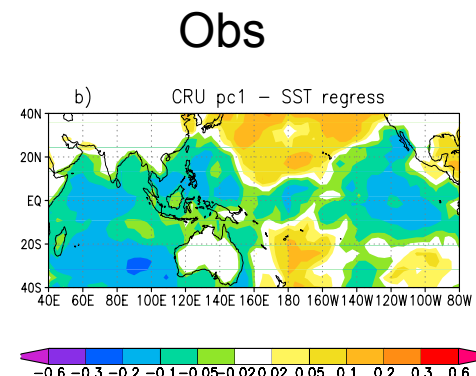 Obs
b) CRU pc1 – SST regress
40N
20N
EQ
20S
40S
40E 60E 80E 100E 120E 140E 160E 180 160W 140W 120W 100W 80W
-0.6 -0.3 -0.2 -0.1 -0.05 -0.02 0.02 0.05 0.1 0.2 0.3 0.6